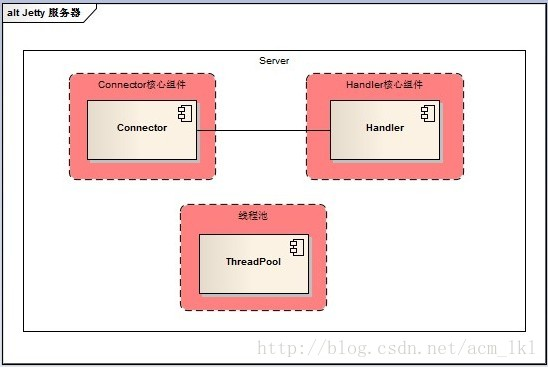 alt Jetty 服务器
Server
Connector核心组件
Handler核心组件
Connector
Handler
线程池
ThreadPool
http://blog.csdn.net/acm_lkl